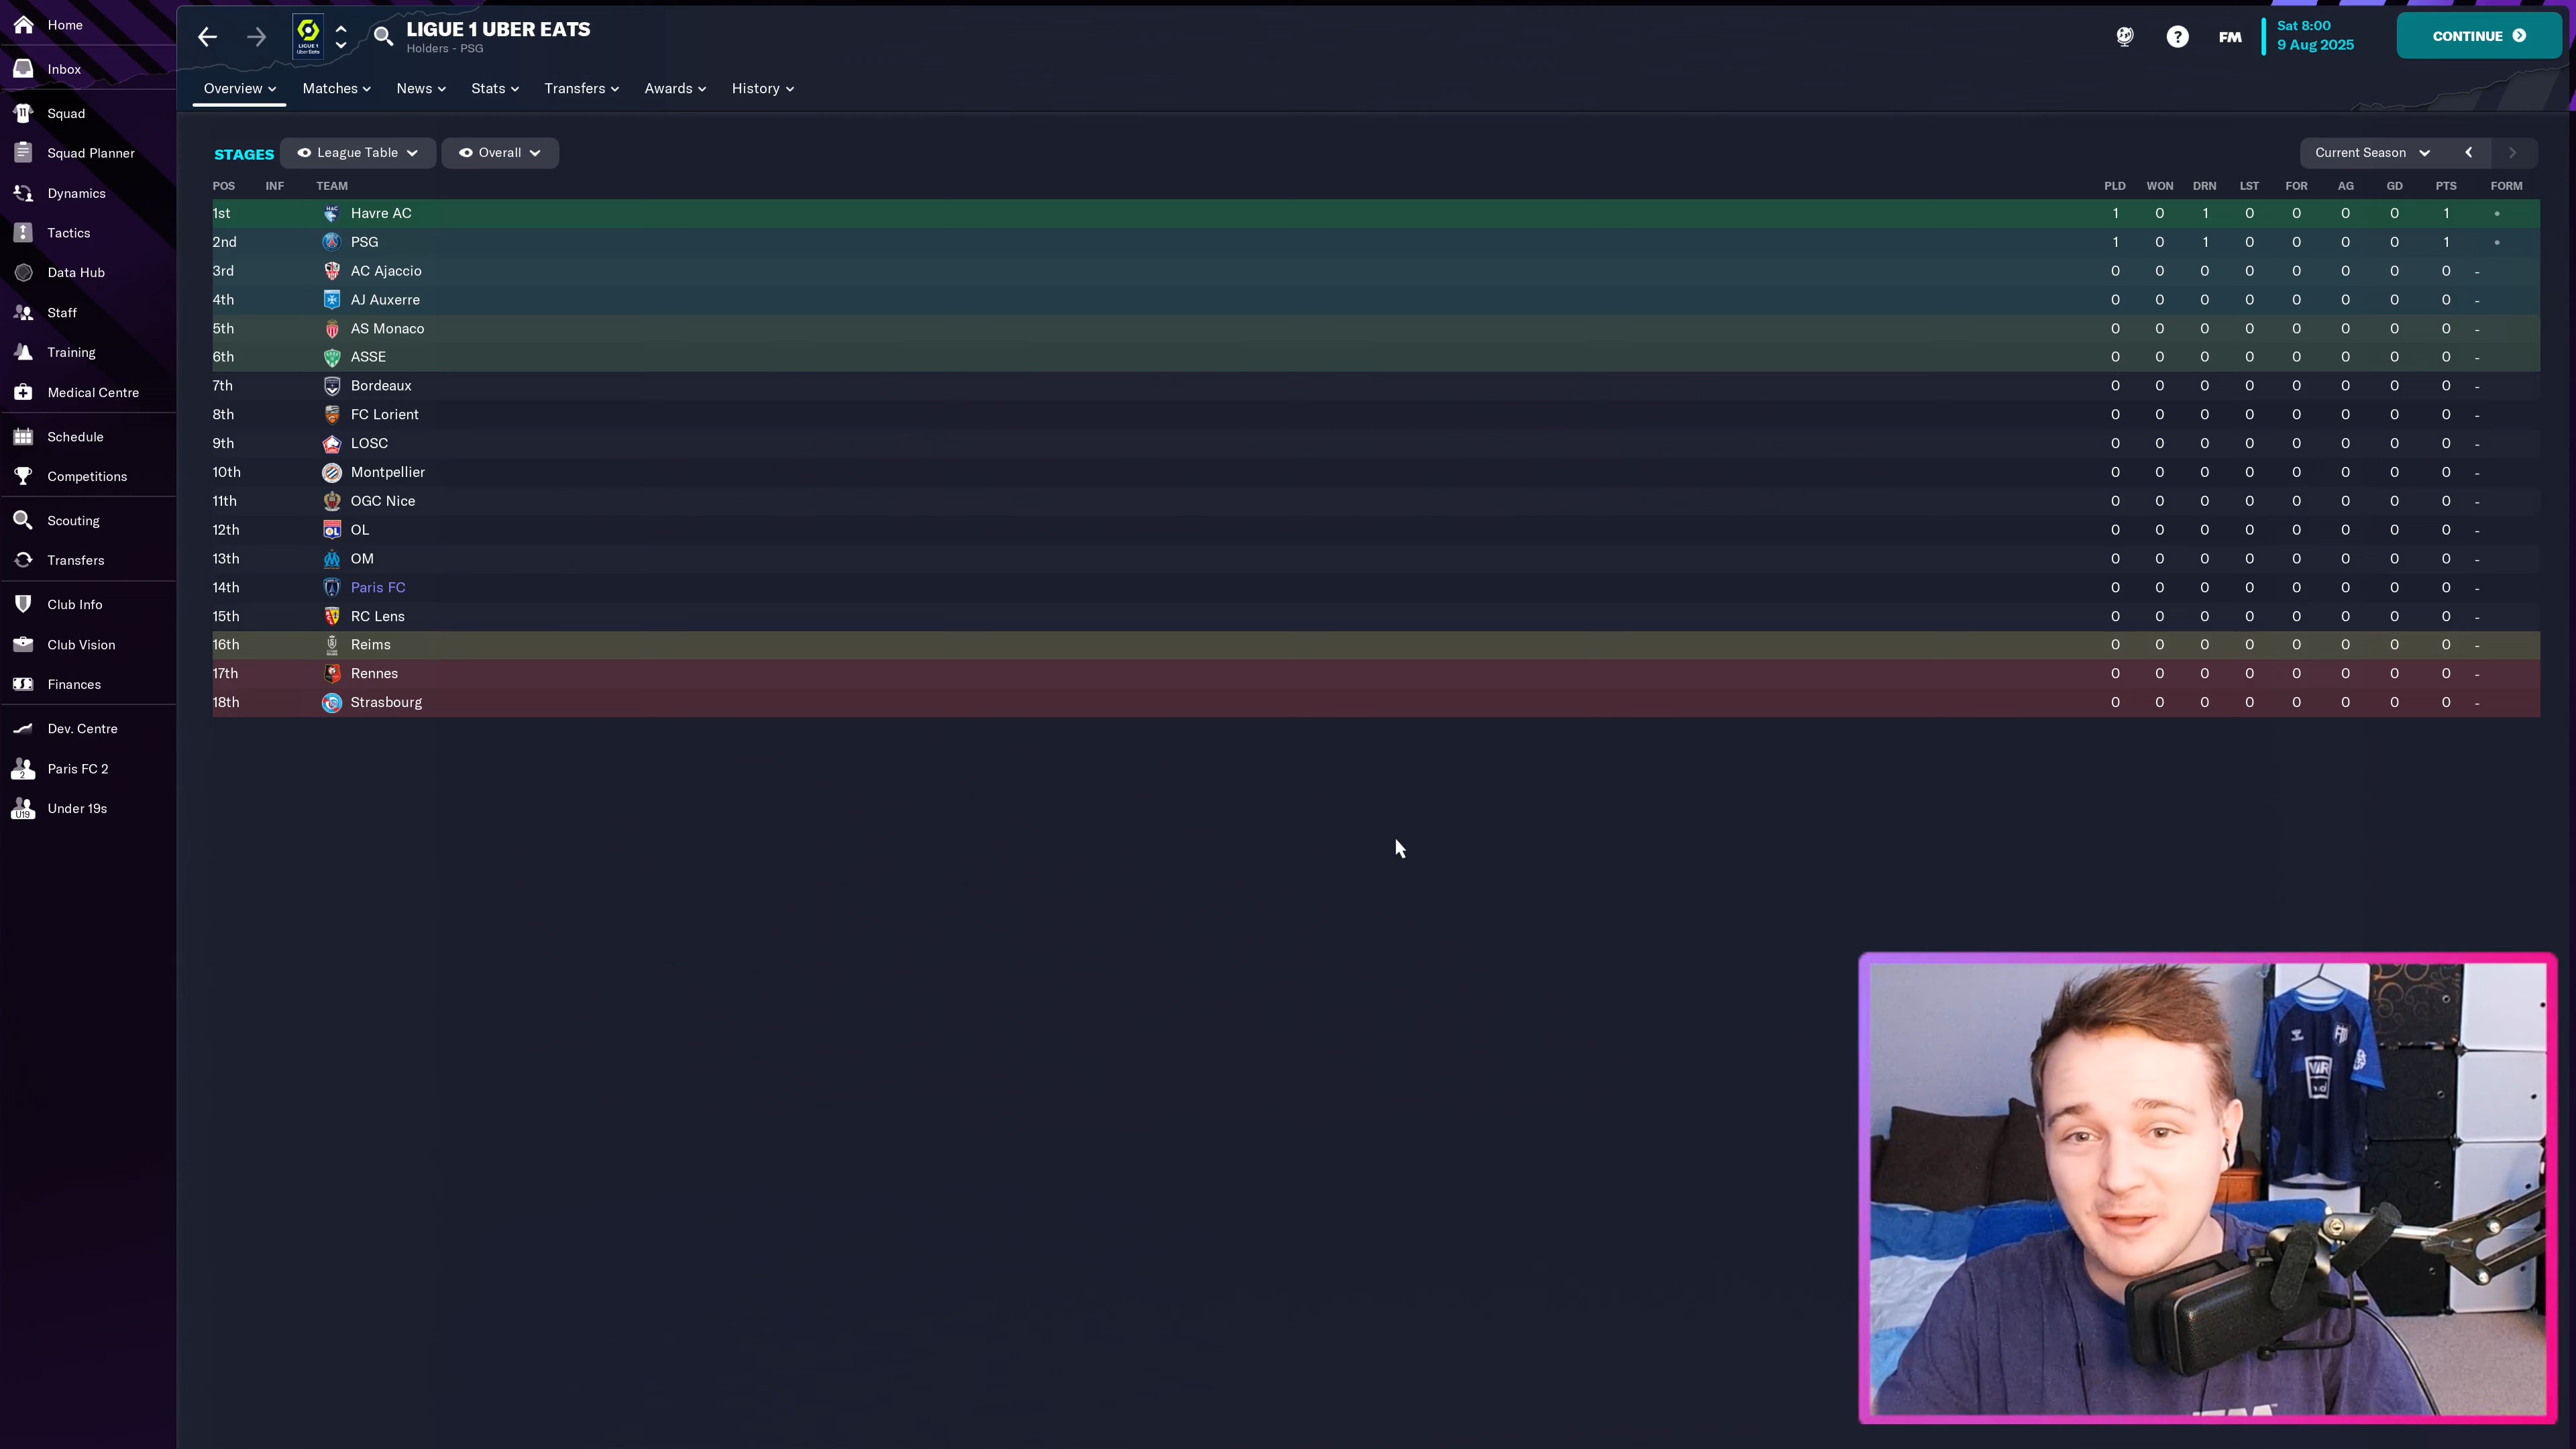 Home
Inbox
Squad
Squad Planner
Dynamics
Tactics
Data Hub
Staff
Training
Medical Centre
Schedule
Competitions
Scouting
Transfers
Club Info
Club Vision
Finances
Dev. Centre
Paris FC 2
Under 19s
LIGUE 1 UBER EATS
Holders - PSG
FM
Sat 8:00
9 Aug 2025
CONTINUE
Overview Matches News Stats Transfers Awards History
STAGES League Table Overall Current Season
POS INF TEAM PLD WON DRN LST FOR AG GD PTS FORM
1st Havre AC 1 0 1 0 0 0 0 1
2nd PSG 1 0 1 0 0 0 0 1
3rd AC Ajaccio 0 0 0 0 0 0 0 0 -
4th AJ Auxerre 0 0 0 0 0 0 0 0 -
5th AS Monaco 0 0 0 0 0 0 0 0 -
6th ASSE 0 0 0 0 0 0 0 0 -
7th Bordeaux 0 0 0 0 0 0 0 0 -
8th FC Lorient 0 0 0 0 0 0 0 0 -
9th LOSC 0 0 0 0 0 0 0 0 -
10th Montpellier 0 0 0 0 0 0 0 0 -
11th OGC Nice 0 0 0 0 0 0 0 0 -
12th OL 0 0 0 0 0 0 0 0 -
13th OM 0 0 0 0 0 0 0 0 -
14th Paris FC 0 0 0 0 0 0 0 0 -
15th RC Lens 0 0 0 0 0 0 0 0 -
16th Reims 0 0 0 0 0 0 0 0 -
17th Rennes 0 0 0 0 0 0 0 0 -
18th Strasbourg 0 0 0 0 0 0 0 0 -